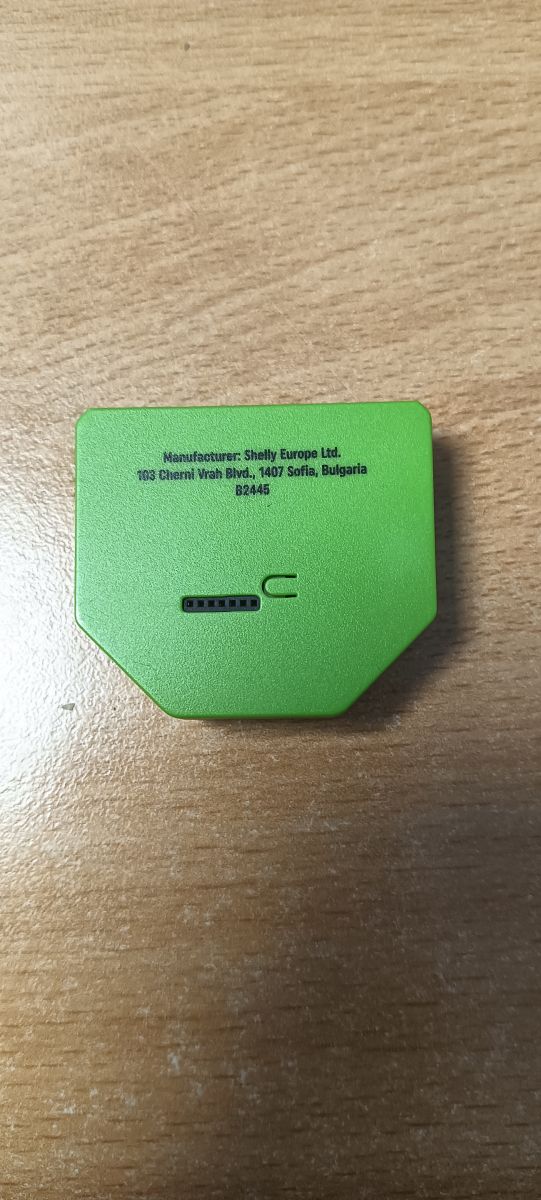 Manufacturer: Shelly Europe Ltd.
103 Cherni Vrah Blvd., 1407 Sofia, Bulgaria
B2445